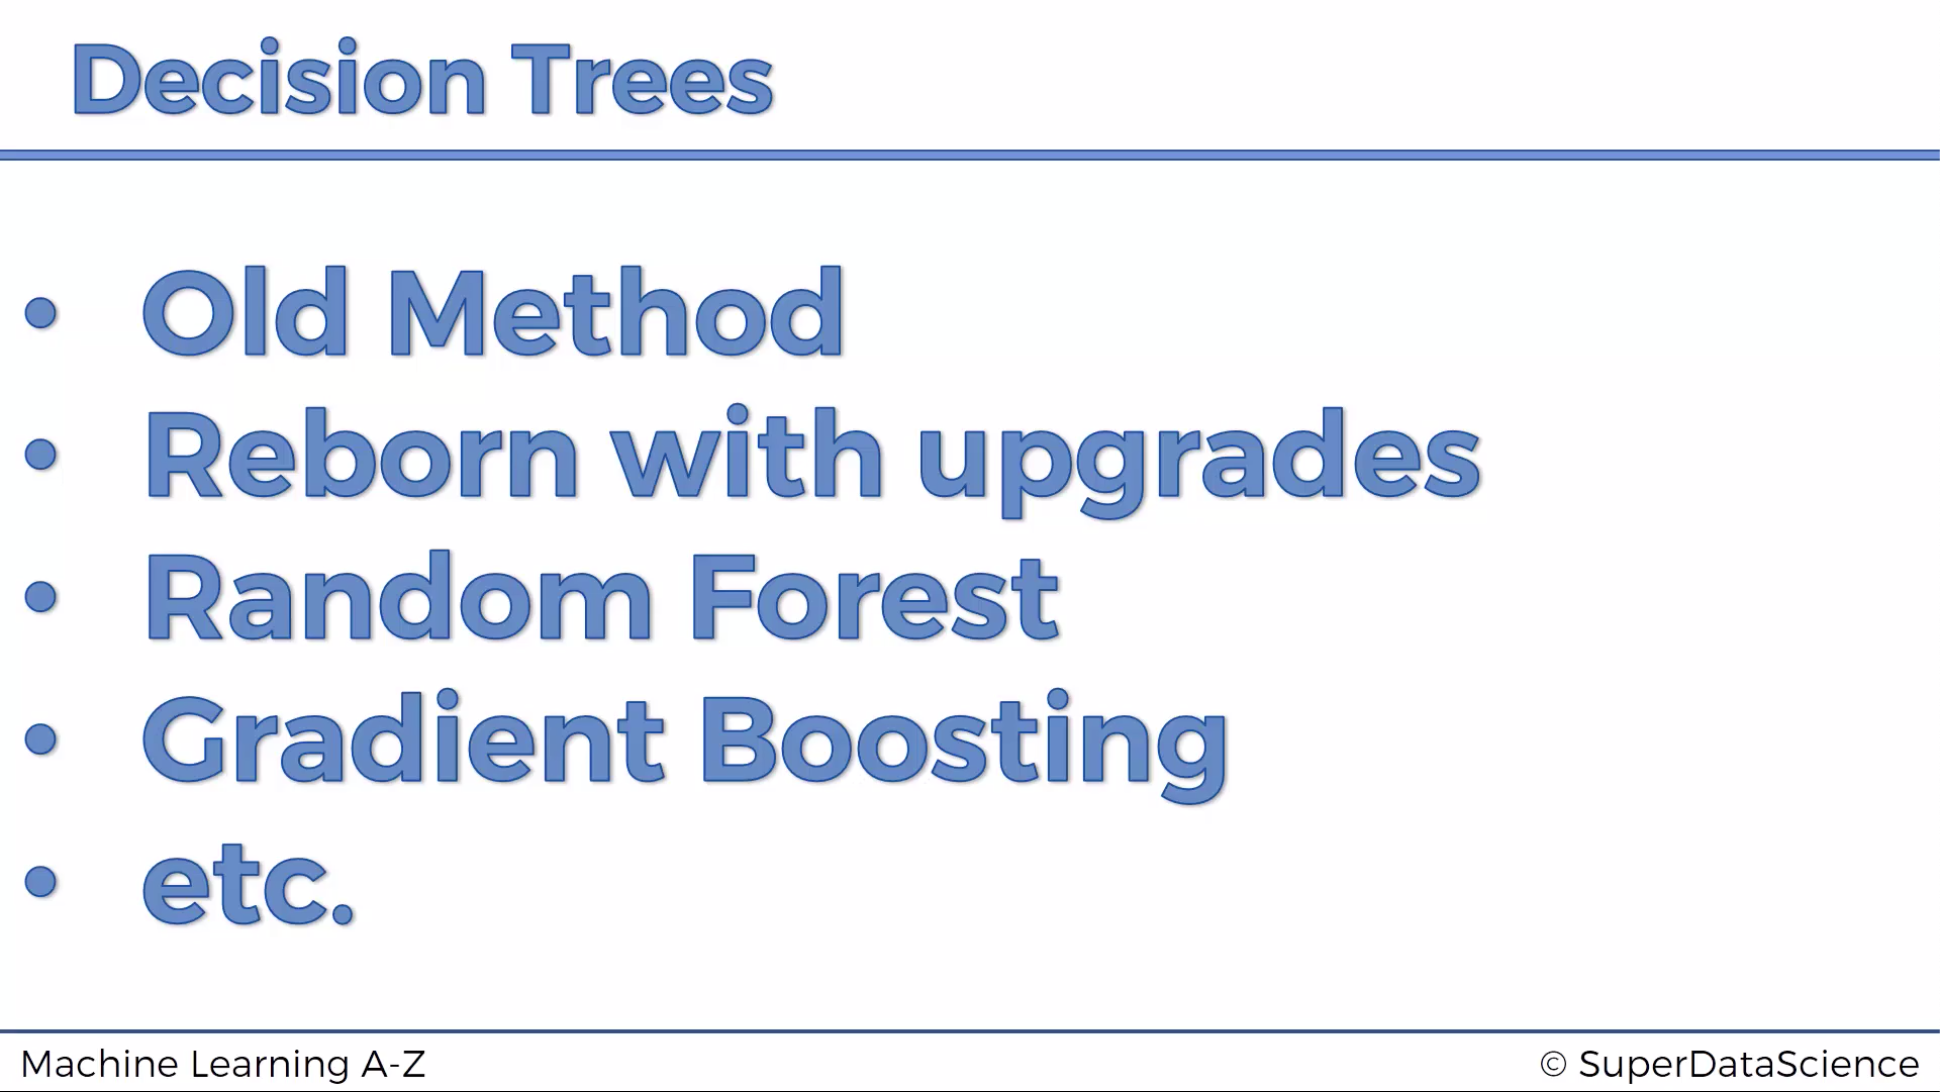 Decision Trees
• Old Method
• Reborn with upgrades
• Random Forest
• Gradient Boosting
• etc.
Machine Learning A-Z
© SuperDataScience